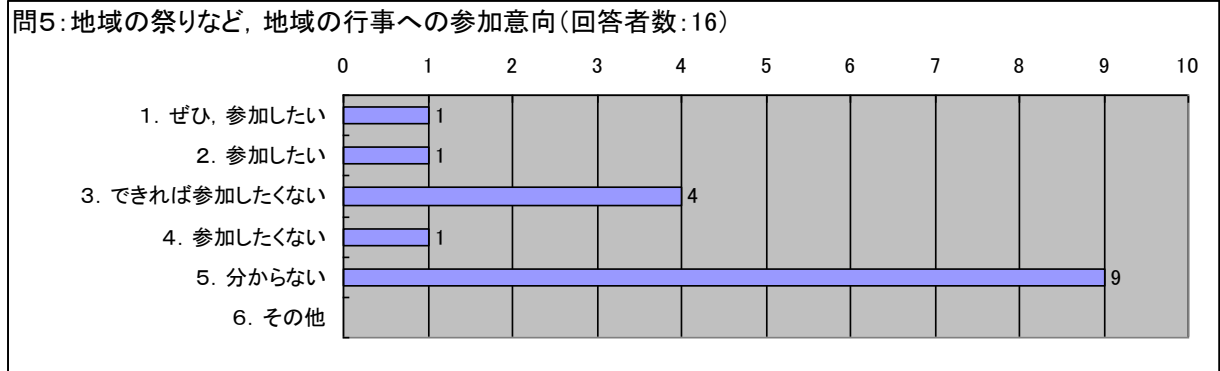 問5：地域の祭りなど，地域の行事への参加意向（回答者数：16）
0 1 2 3 4 5 6 7 8 9 10
1．ぜひ，参加したい 1
2．参加したい 1
3．できれば参加したくない 4
4．参加したくない 1
5．分からない 9
6．その他